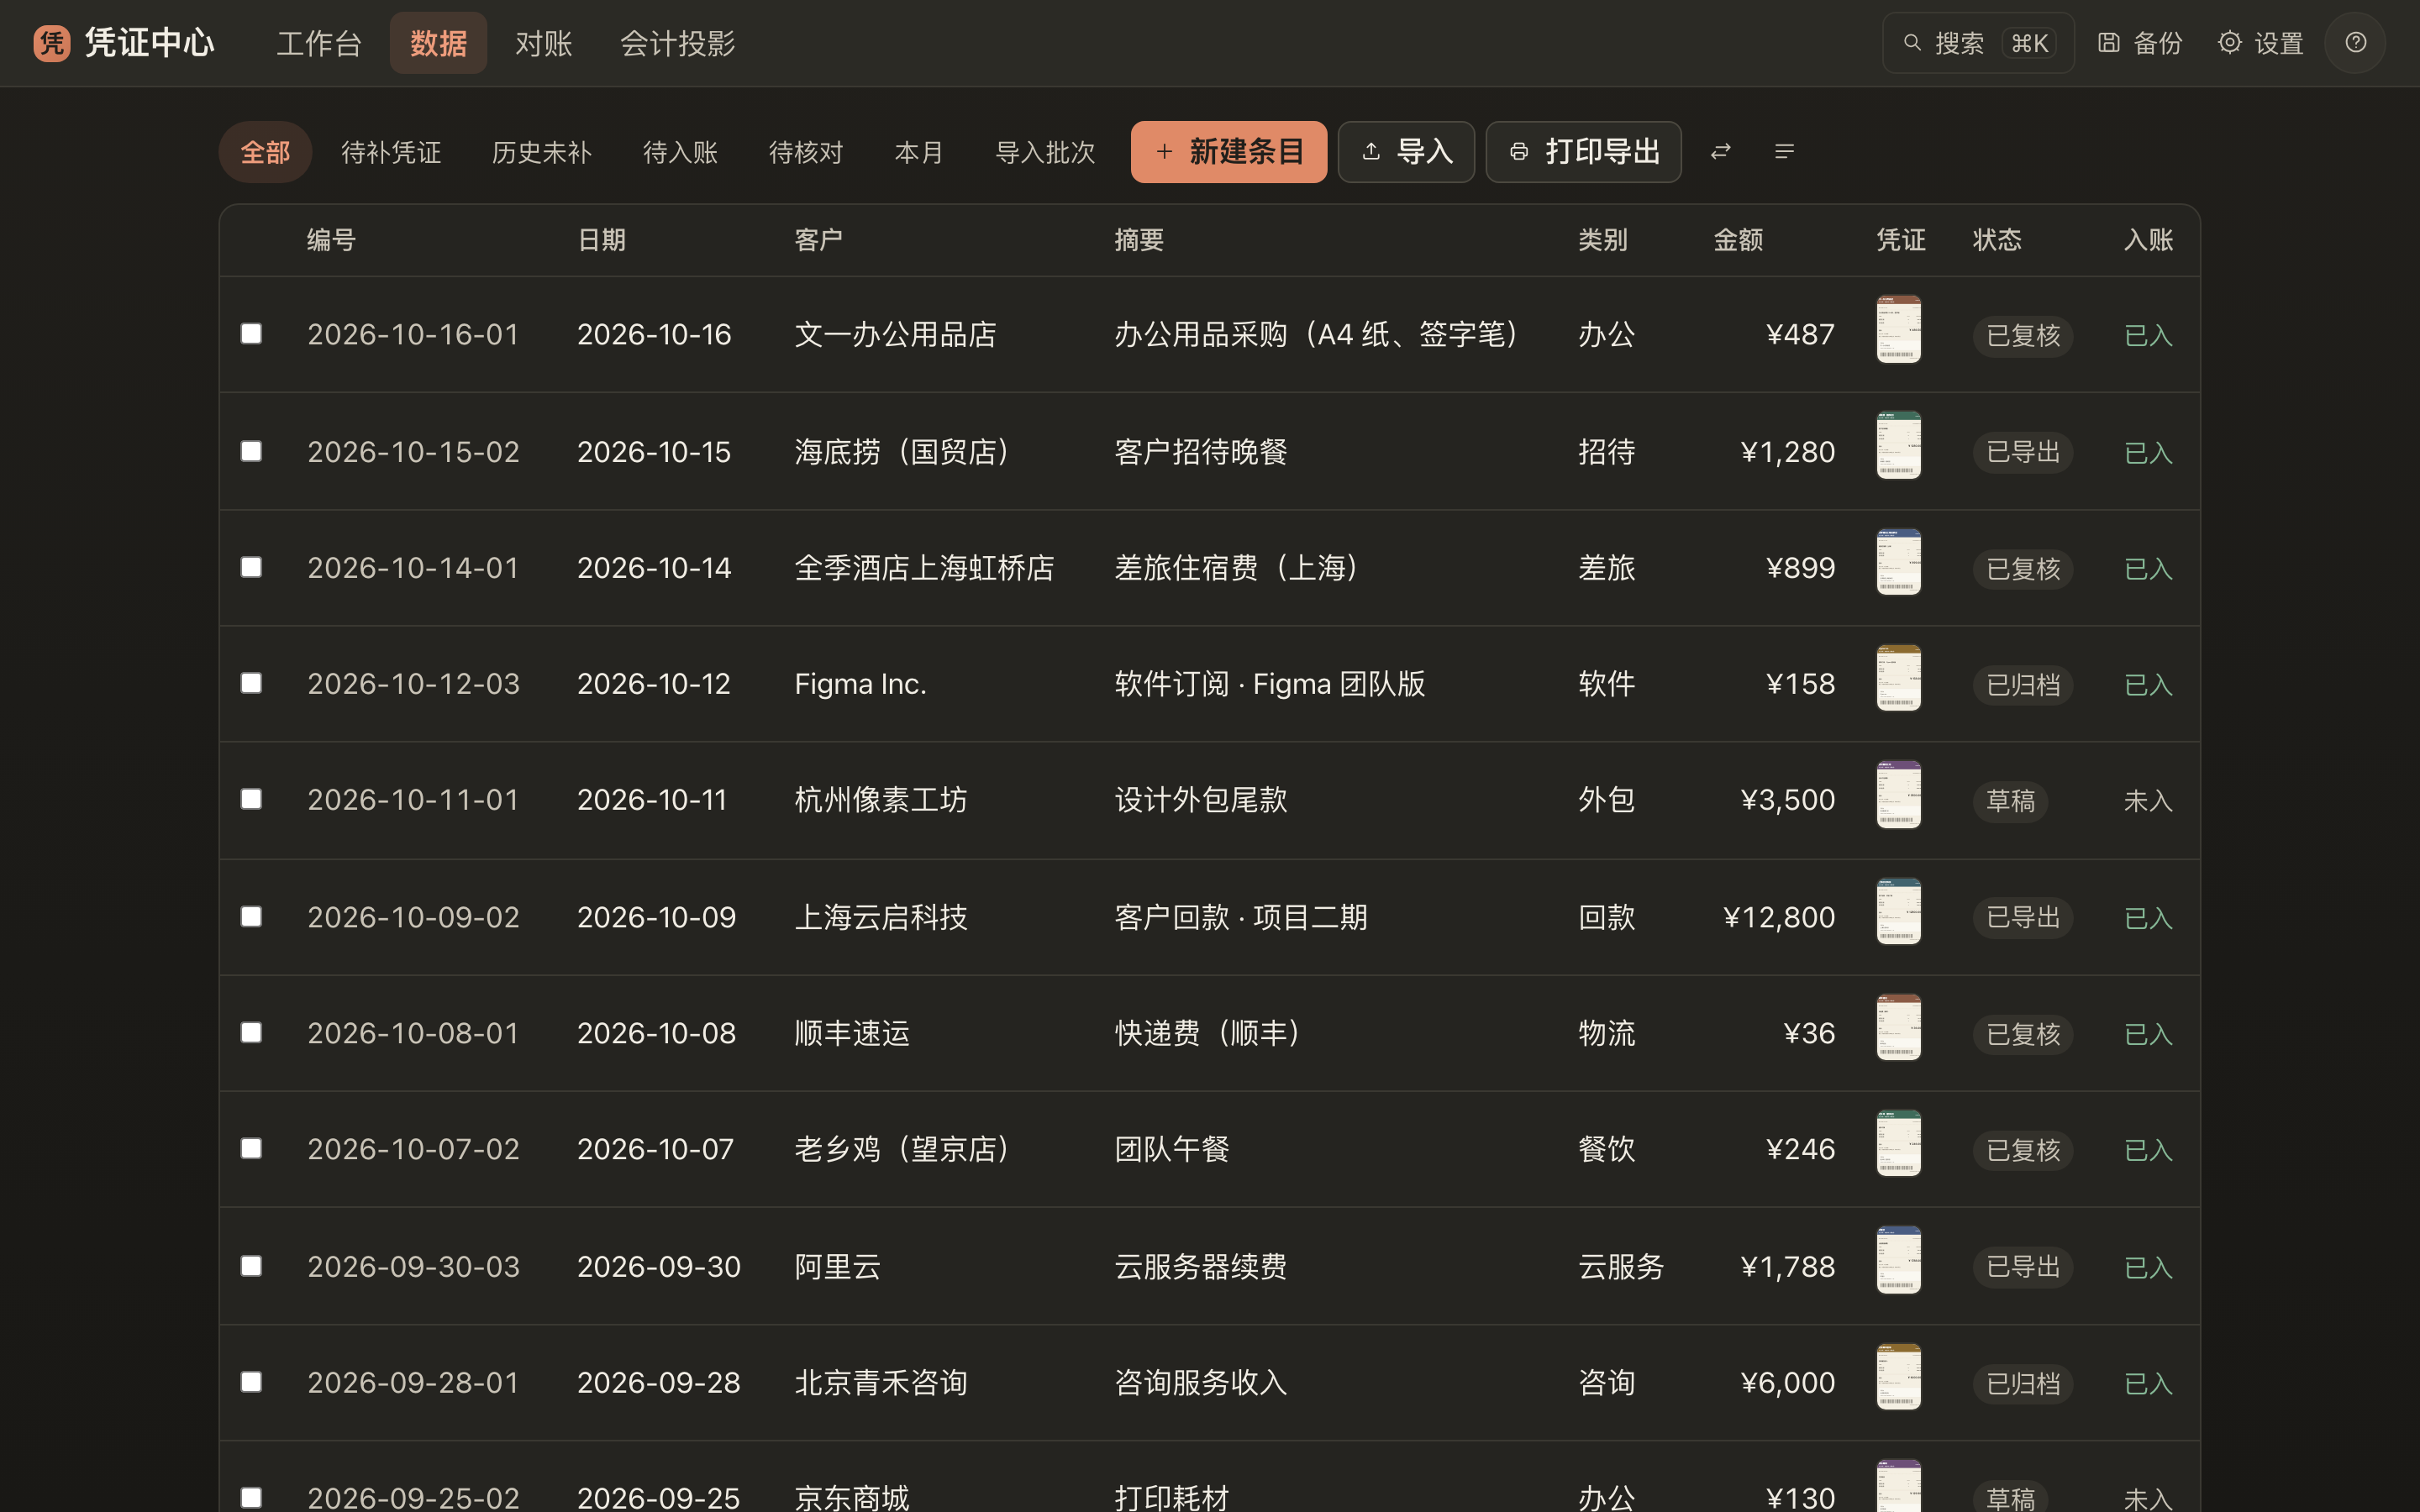 凭 凭证中心 工作台 数据 对账 会计投影 搜索 ⌘K 备份 设置
全部 待补凭证 历史未补 待入账 待核对 本月 导入批次 + 新建条目 导入 打印导出
编号 日期 客户 摘要 类别 金额 凭证 状态 入账
2026-10-16-01 2026-10-16 文一办公用品店 办公用品采购（A4 纸、签字笔） 办公 ¥487 已复核 已入
2026-10-15-02 2026-10-15 海底捞（国贸店） 客户招待晚餐 招待 ¥1,280 已导出 已入
2026-10-14-01 2026-10-14 全季酒店上海虹桥店 差旅住宿费（上海） 差旅 ¥899 已复核 已入
2026-10-12-03 2026-10-12 Figma Inc. 软件订阅 · Figma 团队版 软件 ¥158 已归档 已入
2026-10-11-01 2026-10-11 杭州像素工坊 设计外包尾款 外包 ¥3,500 草稿 未入
2026-10-09-02 2026-10-09 上海云启科技 客户回款 · 项目二期 回款 ¥12,800 已导出 已入
2026-10-08-01 2026-10-08 顺丰速运 快递费（顺丰） 物流 ¥36 已复核 已入
2026-10-07-02 2026-10-07 老乡鸡（望京店） 团队午餐 餐饮 ¥246 已复核 已入
2026-09-30-03 2026-09-30 阿里云 云服务器续费 云服务 ¥1,788 已导出 已入
2026-09-28-01 2026-09-28 北京青禾咨询 咨询服务收入 咨询 ¥6,000 已归档 已入
2026-09-25-02 2026-09-25 京东商城 打印耗材 办公 ¥130 草稿 未入